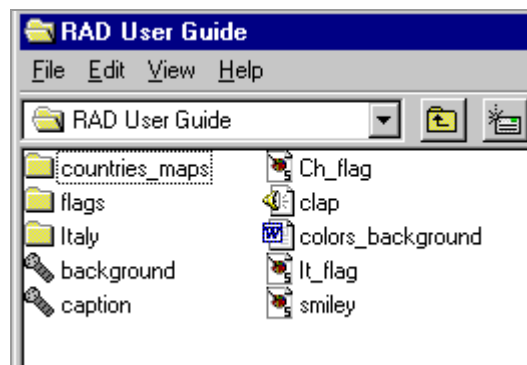 RAD User Guide
File Edit View Help
RAD User Guide
countries_maps
flags
Italy
background
caption
Ch_flag
clap
colors_background
It_flag
smiley